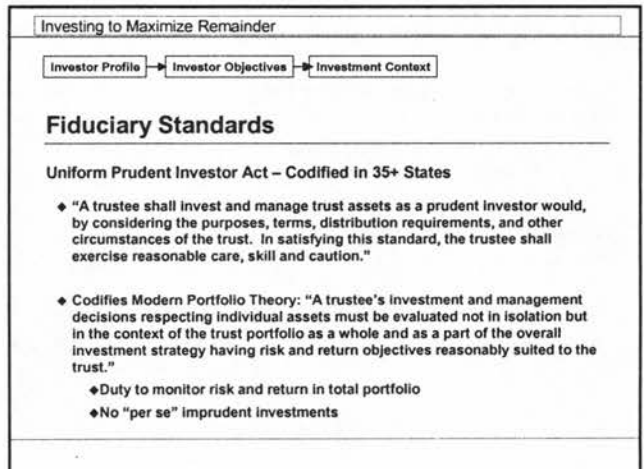 Investing to Maximize Remainder
Investor Profile Investor Objectives Investment Context
Fiduciary Standards
Uniform Prudent Investor Act – Codified in 35+ States
◆ "A trustee shall invest and manage trust assets as a prudent investor would,
by considering the purposes, terms, distribution requirements, and other
circumstances of the trust. In satisfying this standard, the trustee shall
exercise reasonable care, skill and caution."
◆ Codifies Modern Portfolio Theory: "A trustee's investment and management
decisions respecting individual assets must be evaluated not in isolation but
in the context of the trust portfolio as a whole and as a part of the overall
investment strategy having risk and return objectives reasonably suited to the
trust."
◆Duty to monitor risk and return in total portfolio
◆No "per se" imprudent investments